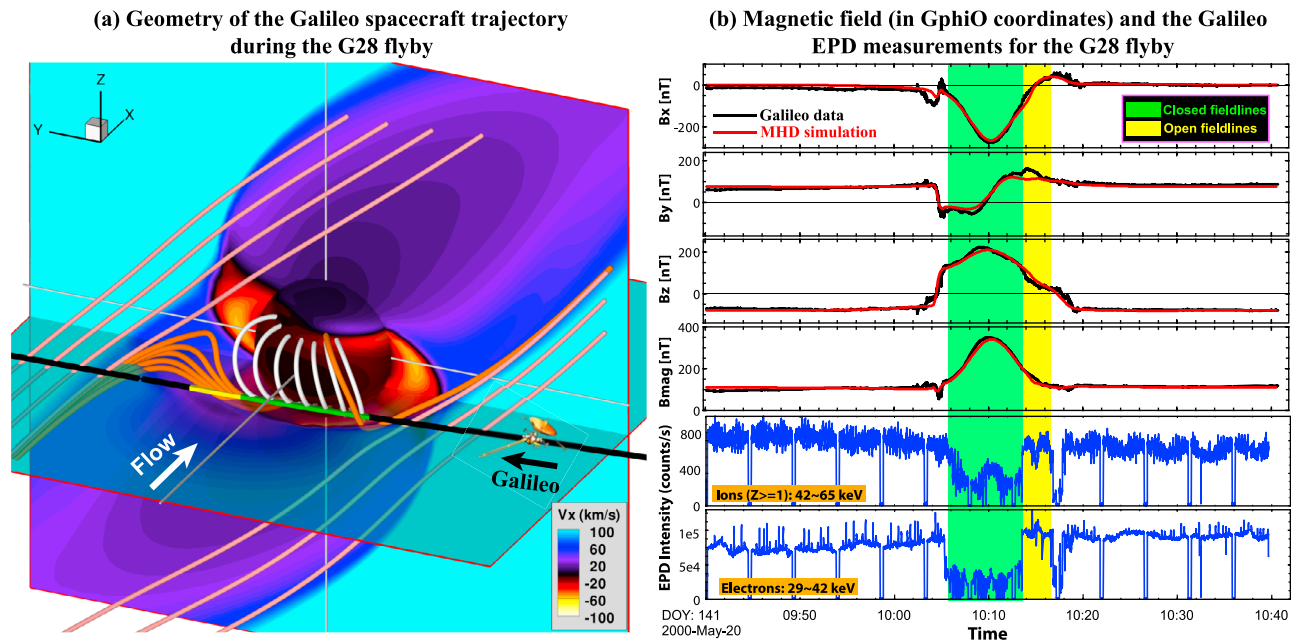 (a) Geometry of the Galileo spacecraft trajectory
during the G28 flyby
Z
Y
X
Flow
Galileo
Vx (km/s)
100
60
20
-20
-60
-100
(b) Magnetic field (in GphiO coordinates) and the Galileo
EPD measurements for the G28 flyby
Bx [nT]
0
-200
Galileo data
MHD simulation
Closed fieldlines
Open fieldlines
By [nT]
200
0
Bz [nT]
200
0
Bmag [nT]
400
200
0
EPD Intensity (counts/s)
800
400
0
Ions (Z>=1): 42~65 keV
1e5
5e4
0
Electrons: 29~42 keV
DOY: 141
2000-May-20
09:50
10:00
10:10
10:20
10:30
10:40
Time